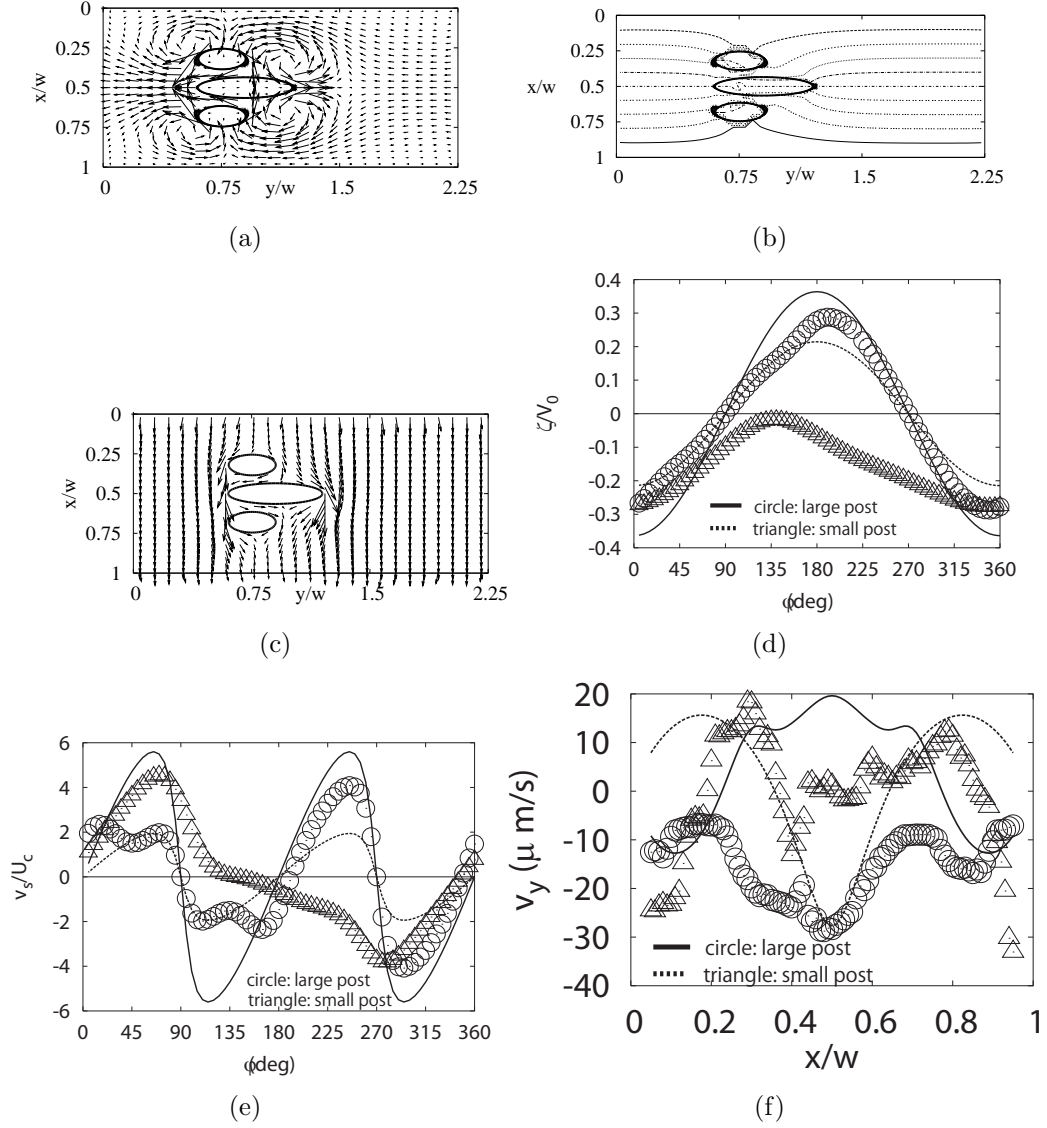 0
0.25
x/w
0.5
0.75
1
0
0.75
y/w
1.5
2.25
(a)
0
0.25
x/w
0.5
0.75
1
0
0.75
y/w
1.5
2.25
(b)
0
0.25
x/w
0.5
0.75
1
0
0.75
y/w
1.5
2.25
(c)
0.4
0.3
0.2
0.1
0
-0.1
-0.2
-0.3
-0.4
ζ/V0
circle: large post
triangle: small post
0 45 90 135 180 225 270 315 360
φ(deg)
(d)
6
4
2
0
-2
-4
-6
vs/Uc
circle: large post
triangle: small post
0 45 90 135 180 225 270 315 360
φ(deg)
(e)
20
10
0
-10
-20
-30
-40
vy (μ m/s)
circle: large post
triangle: small post
0 0.2 0.4 0.6 0.8 1
x/w
(f)